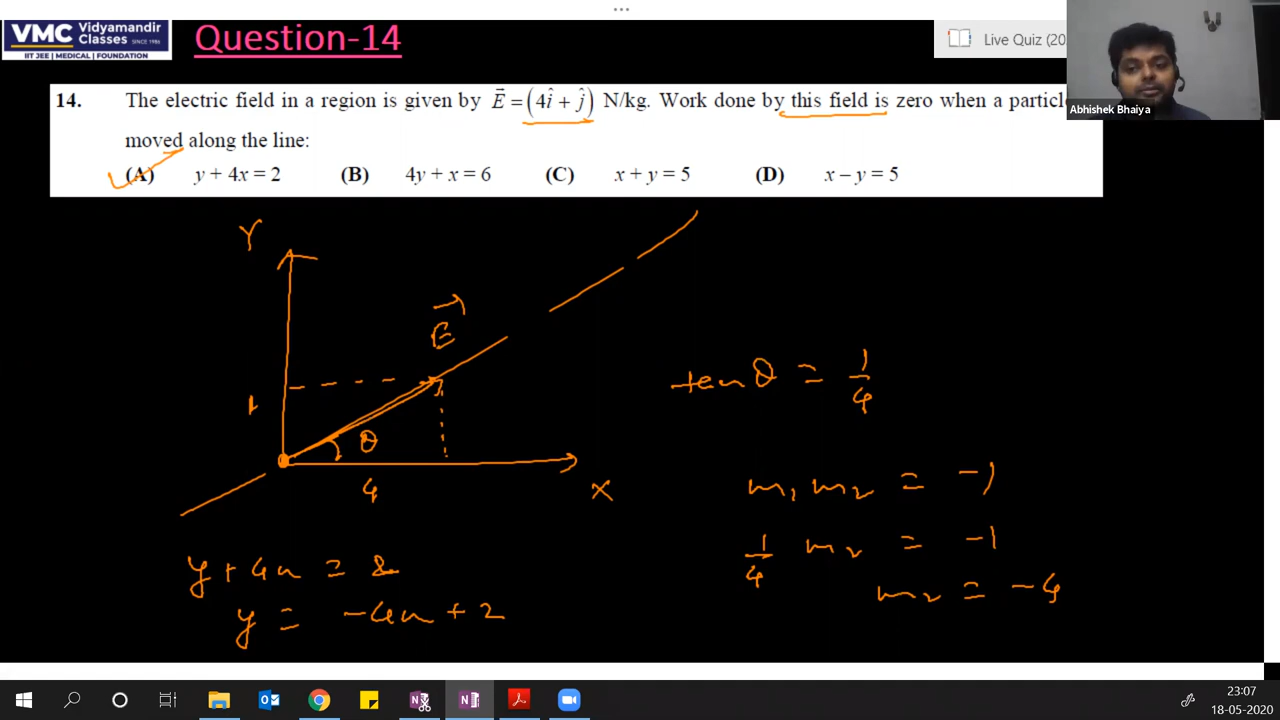 VMC Vidyamandir Classes SINCE 1986
IIT JEE | MEDICAL | FOUNDATION
Question-14
Live Quiz (20
Abhishek Bhaiya
14. The electric field in a region is given by E⃗ = (4î + ĵ) N/kg. Work done by this field is zero when a particl
moved along the line:
(A) y + 4x = 2 (B) 4y + x = 6 (C) x + y = 5 (D) x – y = 5
Y
E⃗
1
θ
4
X
tan θ = 1/4
m₁ m₂ = -1
1/4 m₂ = -1
m₂ = -4
y + 4x = 2
y = -4x + 2
23:07
18-05-2020